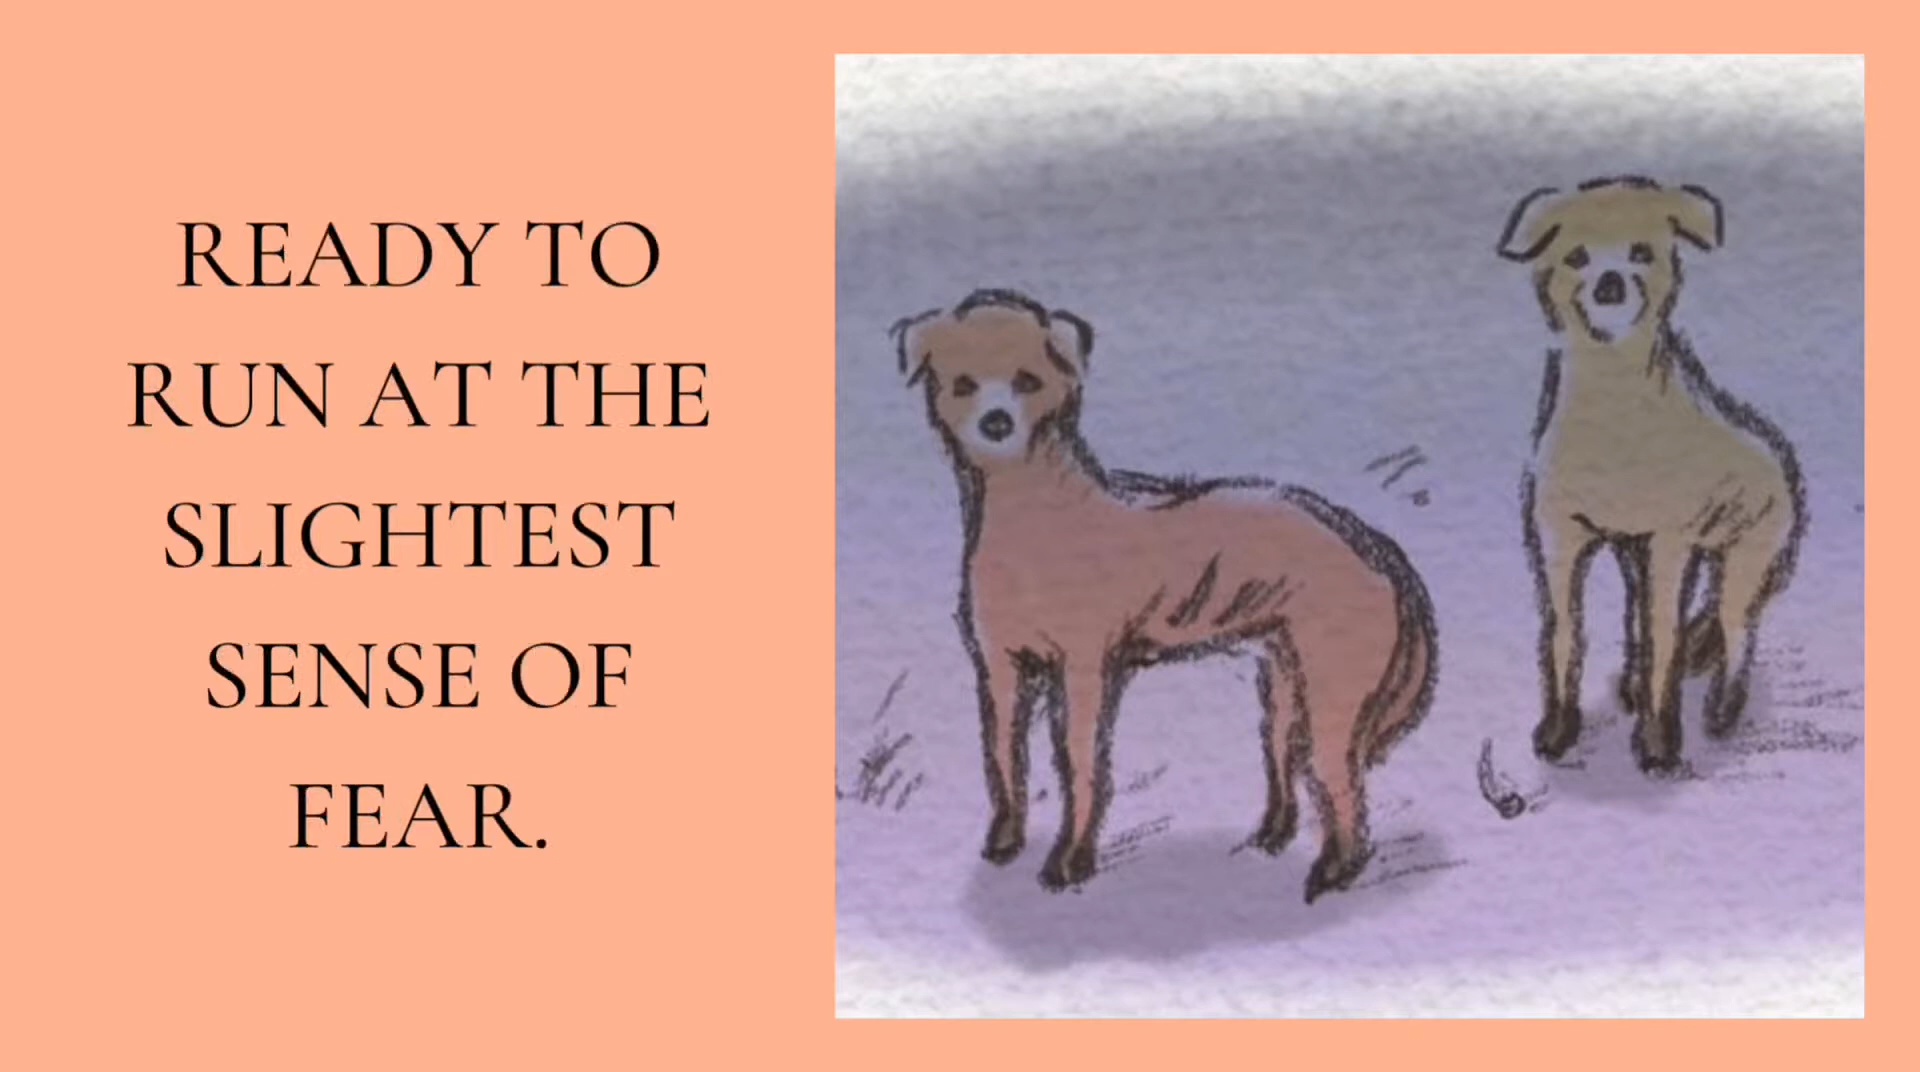 READY TO
RUN AT THE
SLIGHTEST
SENSE OF
FEAR.